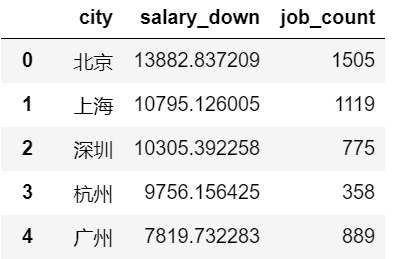 city salary_down job_count
0 北京 13882.837209 1505
1 上海 10795.126005 1119
2 深圳 10305.392258 775
3 杭州 9756.156425 358
4 广州 7819.732283 889